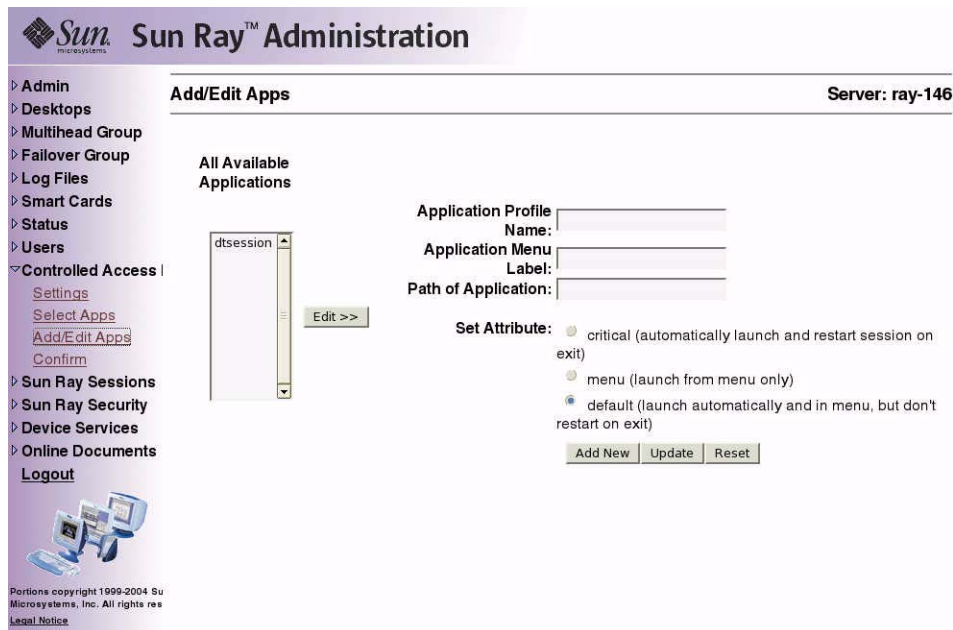 Sun
microsystems
Sun Ray™ Administration
Admin
Desktops
Multihead Group
Failover Group
Log Files
Smart Cards
Status
Users
Controlled Access
Settings
Select Apps
Add/Edit Apps
Confirm
Sun Ray Sessions
Sun Ray Security
Device Services
Online Documents
Logout
Portions copyright 1999-2004 Su
Microsystems, Inc. All rights res
Legal Notice
Add/Edit Apps
Server: ray-146
All Available
Applications
dtsession
Edit >>
Application Profile
Name:
Application Menu
Label:
Path of Application:
Set Attribute:
critical (automatically launch and restart session on
exit)
menu (launch from menu only)
default (launch automatically and in menu, but don't
restart on exit)
Add New
Update
Reset